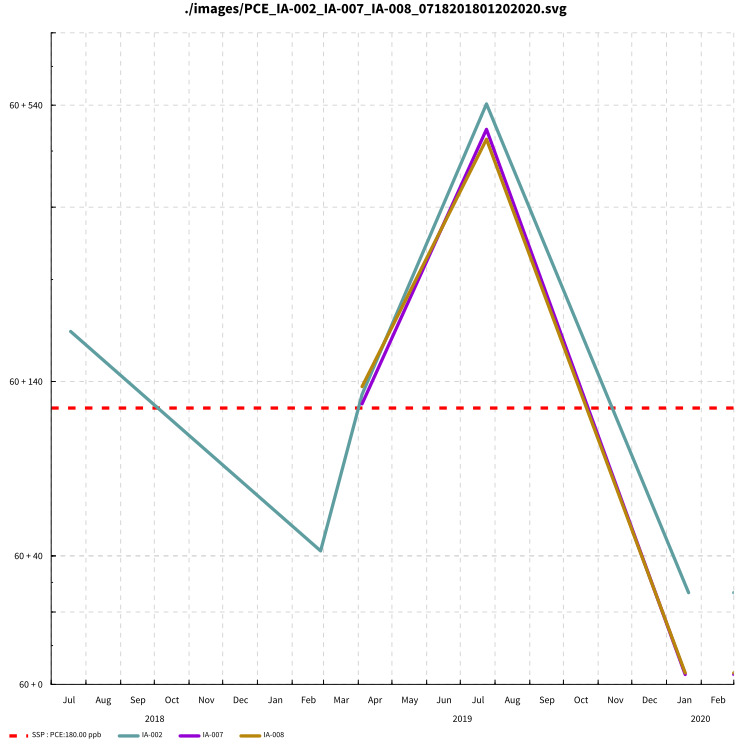 ./images/PCE_IA-002_IA-007_IA-008_0718201801202020.svg
60 + 540
60 + 140
60 + 40
60 + 0
Jul Aug Sep Oct Nov Dec Jan Feb Mar Apr May Jun Jul Aug Sep Oct Nov Dec Jan Feb
2018 2019 2020
SSP : PCE:180.00 ppb IA-002 IA-007 IA-008